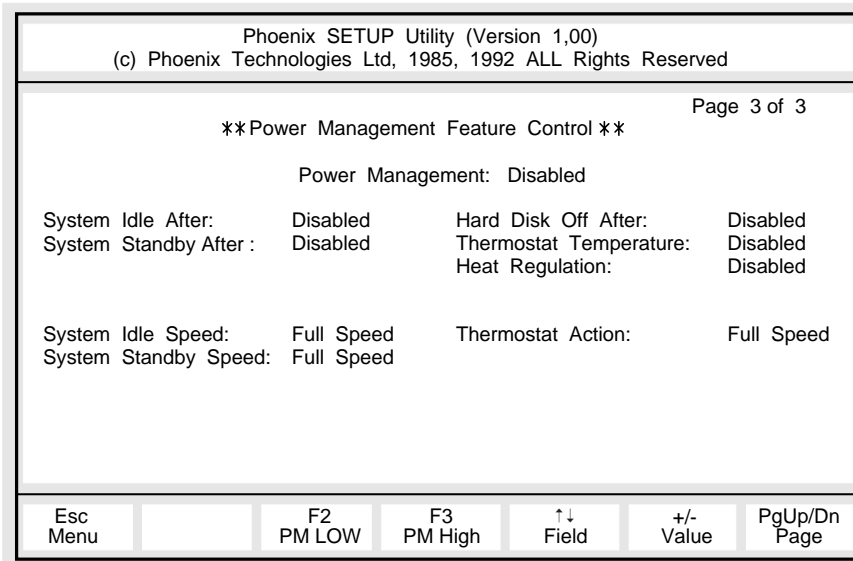 Phoenix SETUP Utility (Version 1,00)
(c) Phoenix Technologies Ltd, 1985, 1992 ALL Rights Reserved
Page 3 of 3
**Power Management Feature Control **
Power Management: Disabled
System Idle After: Disabled Hard Disk Off After: Disabled
System Standby After : Disabled Thermostat Temperature: Disabled
Heat Regulation: Disabled
System Idle Speed: Full Speed Thermostat Action: Full Speed
System Standby Speed: Full Speed
Esc F2 F3 ↑↓ +/- PgUp/Dn
Menu PM LOW PM High Field Value Page